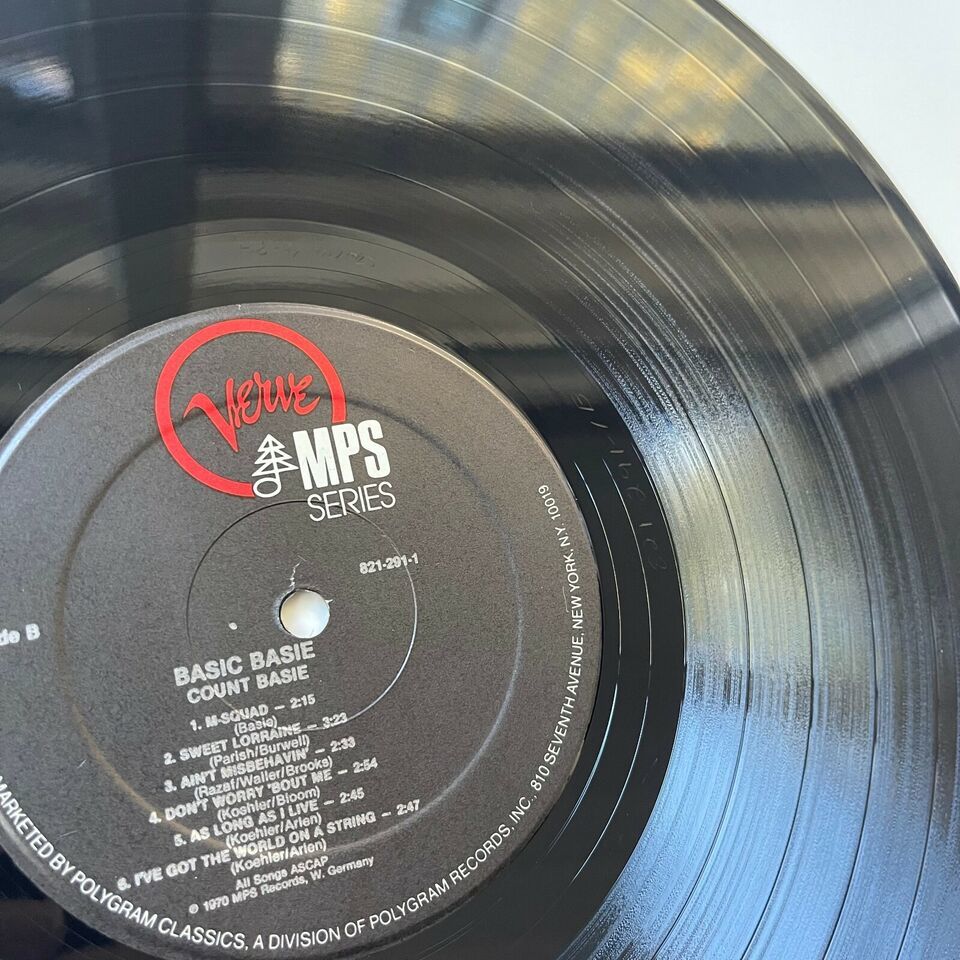 Verve
MPS
SERIES
821-291-1
de B
BASIC BASIE
COUNT BASIE
1. M-SQUAD — 2:15
(Basie)
2. SWEET LORRAINE — 3:23
(Parish/Burwell)
3. AIN'T MISBEHAVIN' — 2:33
(Razaf/Waller/Brooks)
4. DON'T WORRY 'BOUT ME — 2:54
(Koehler/Bloom)
5. AS LONG AS I LIVE — 2:45
(Koehler/Arlen)
6. I'VE GOT THE WORLD ON A STRING — 2:47
(Koehler/Arlen)
All Songs ASCAP
℗ 1970 MPS Records, W. Germany
MARKETED BY POLYGRAM CLASSICS, A DIVISION OF POLYGRAM RECORDS, INC., 810 SEVENTH AVENUE, NEW YORK, N.Y. 10019